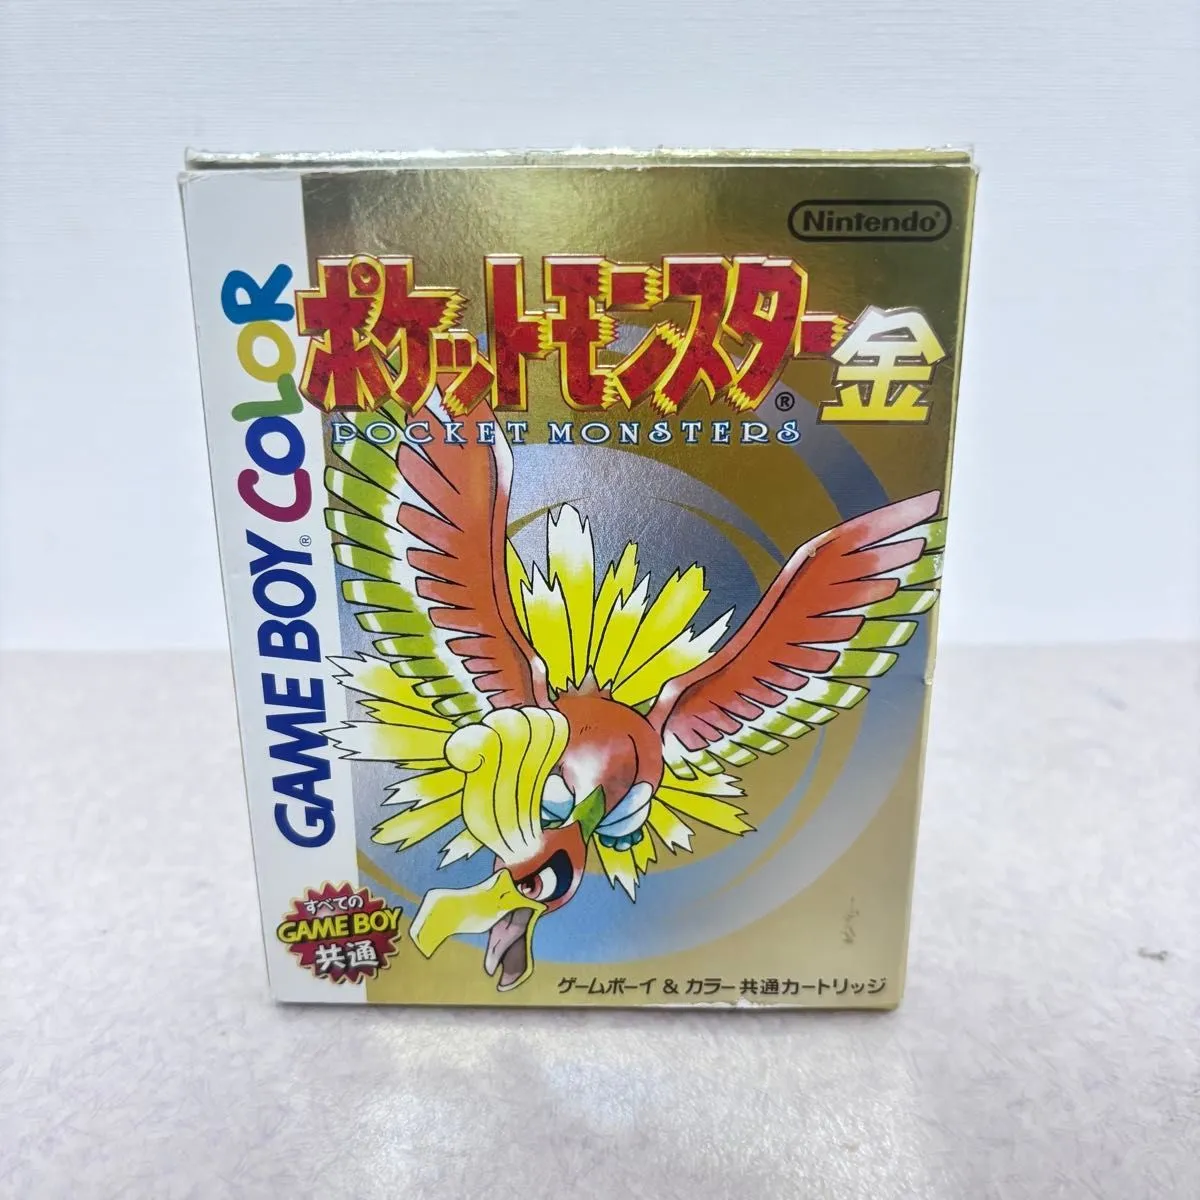 Nintendo®
ポケットモンスター®金
POCKET MONSTERS
GAME BOY® COLOR
すべての
GAME BOY
共通
ゲームボーイ & カラー 共通カートリッジ